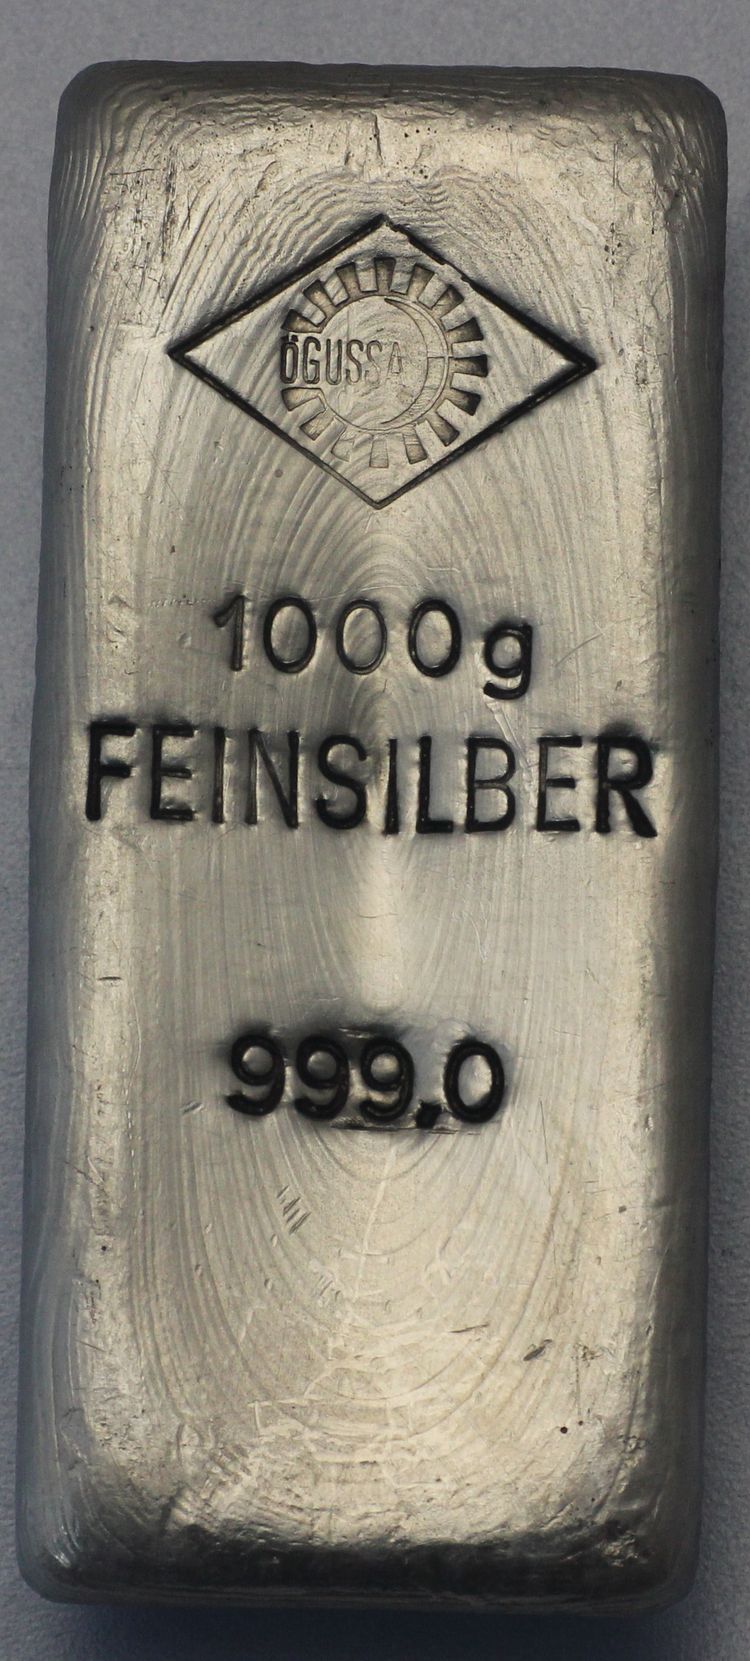 ÖGUSSA
1000g
FEINSILBER
999,0